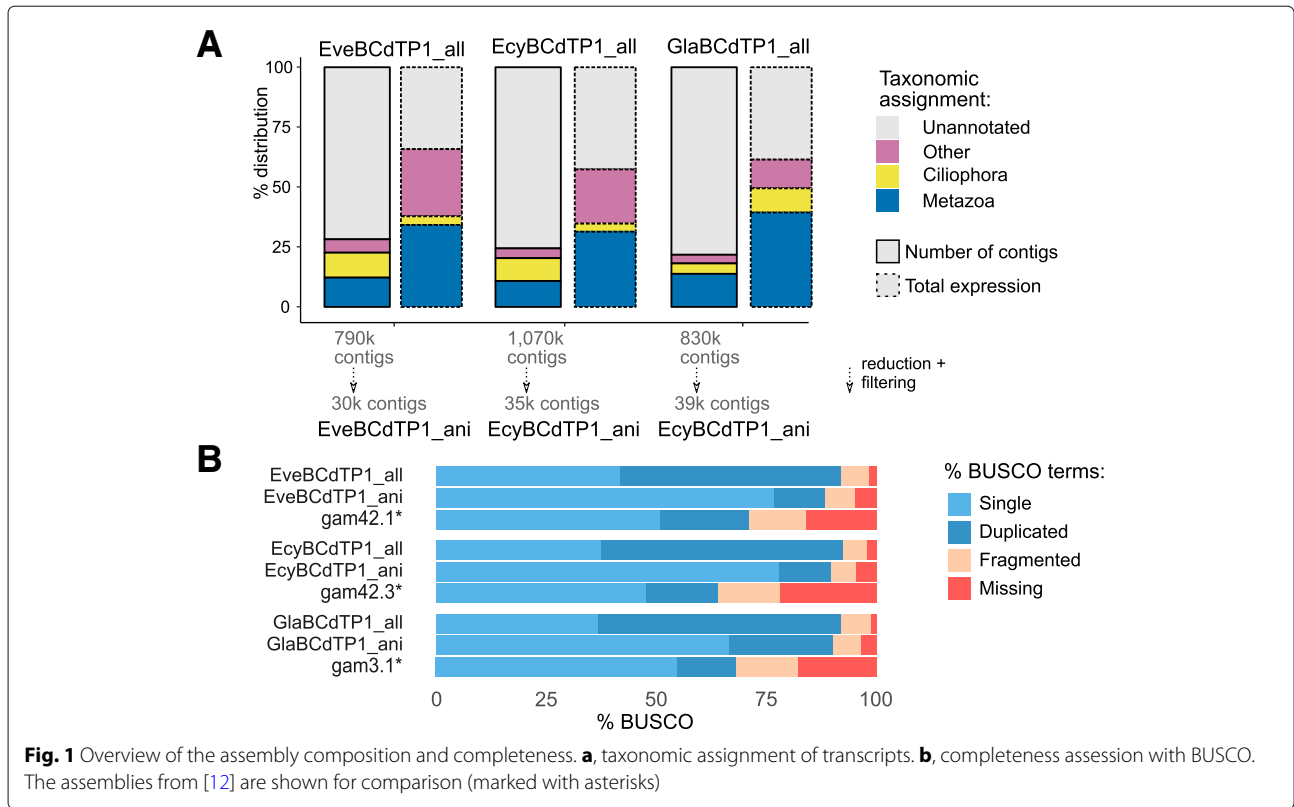 A
EveBCdTP1_all EcyBCdTP1_all GlaBCdTP1_all
100
75
50
25
0
% distribution
Taxonomic
assignment:
Unannotated
Other
Ciliophora
Metazoa
Number of contigs
Total expression
790k
contigs
1,070k
contigs
830k
contigs
reduction +
filtering
30k contigs 35k contigs 39k contigs
EveBCdTP1_ani EcyBCdTP1_ani EcyBCdTP1_ani
B
EveBCdTP1_all
EveBCdTP1_ani
gam42.1*
EcyBCdTP1_all
EcyBCdTP1_ani
gam42.3*
GlaBCdTP1_all
GlaBCdTP1_ani
gam3.1*
0 25 50 75 100
% BUSCO
% BUSCO terms:
Single
Duplicated
Fragmented
Missing
Fig. 1 Overview of the assembly composition and completeness. a, taxonomic assignment of transcripts. b, completeness assession with BUSCO.
The assemblies from [12] are shown for comparison (marked with asterisks)